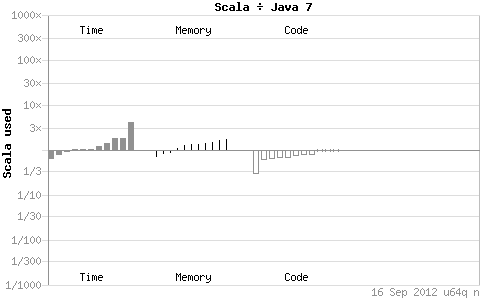 Scala ÷ Java 7
1000×
Time Memory Code
300×
100×
30×
10×
3×
Scala used
1/3
1/10
1/30
1/100
1/300
Time Memory Code
1/1000
16 Sep 2012 u64q n